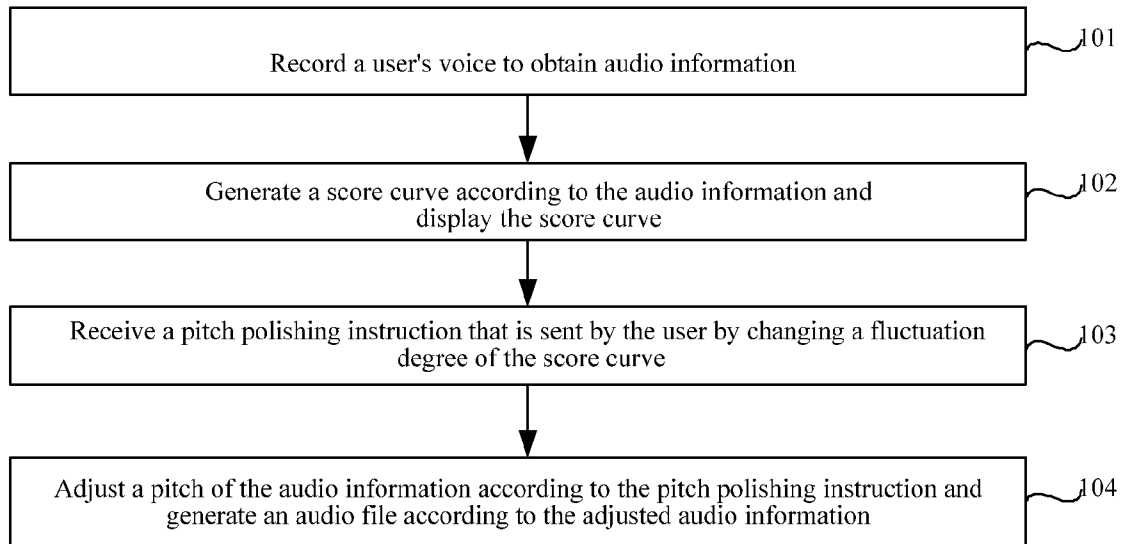 Record a user's voice to obtain audio information
101
Generate a score curve according to the audio information and
display the score curve
102
Receive a pitch polishing instruction that is sent by the user by changing a fluctuation
degree of the score curve
103
Adjust a pitch of the audio information according to the pitch polishing instruction and
generate an audio file according to the adjusted audio information
104